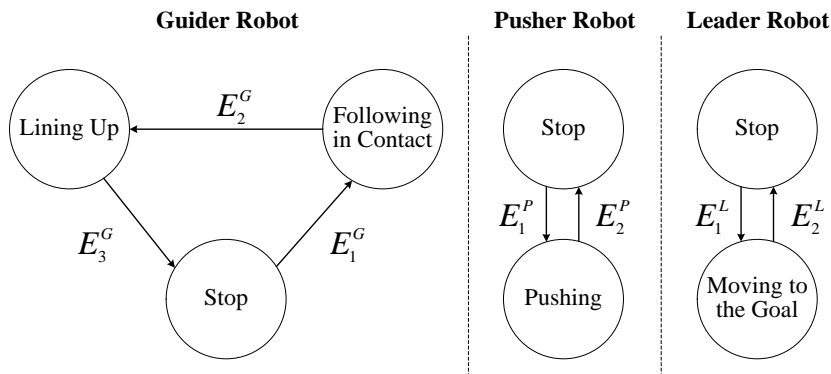 Guider Robot
Pusher Robot
Leader Robot
Lining Up
E_2^G
Following
in Contact
E_3^G
E_1^G
Stop
Stop
E_1^P
E_2^P
Pushing
Stop
E_1^L
E_2^L
Moving to
the Goal